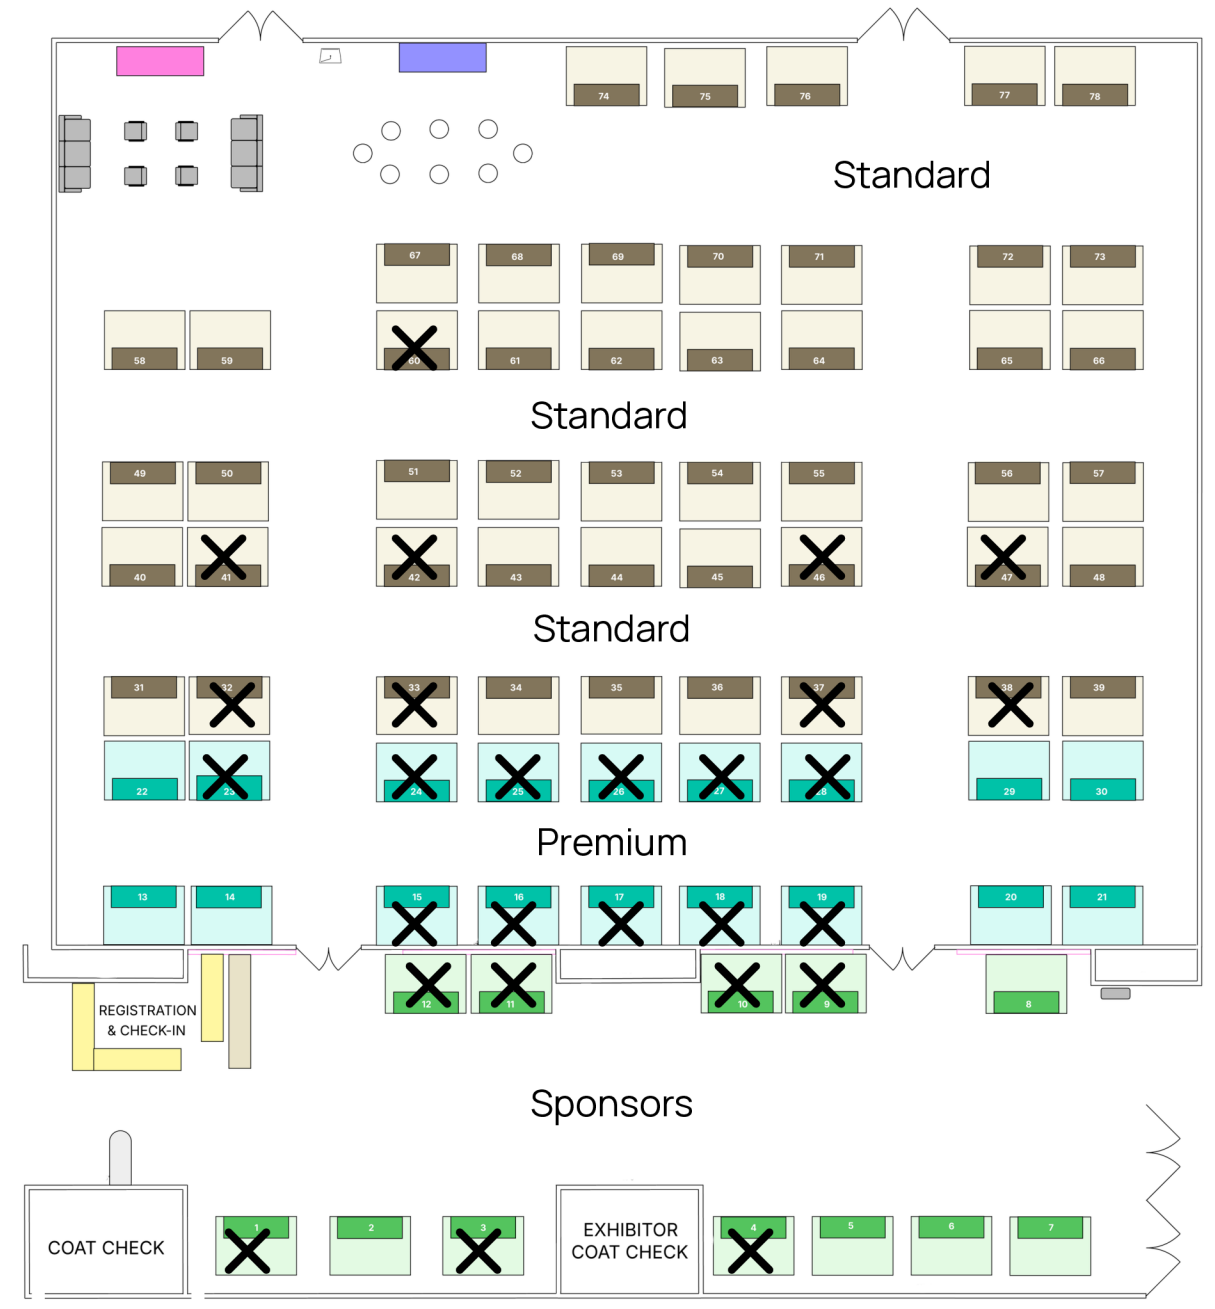 74 75 76 77 78
Standard
67 68 69 70 71 72 73
58 59 60 61 62 63 64 65 66
Standard
49 50 51 52 53 54 55 56 57
40 41 42 43 44 45 46 47 48
Standard
31 32 33 34 35 36 37 38 39
22 23 24 25 26 27 28 29 30
Premium
13 14 15 16 17 18 19 20 21
12 11 10 9 8
REGISTRATION
& CHECK-IN
Sponsors
1 2 3 4 5 6 7
COAT CHECK
EXHIBITOR
COAT CHECK